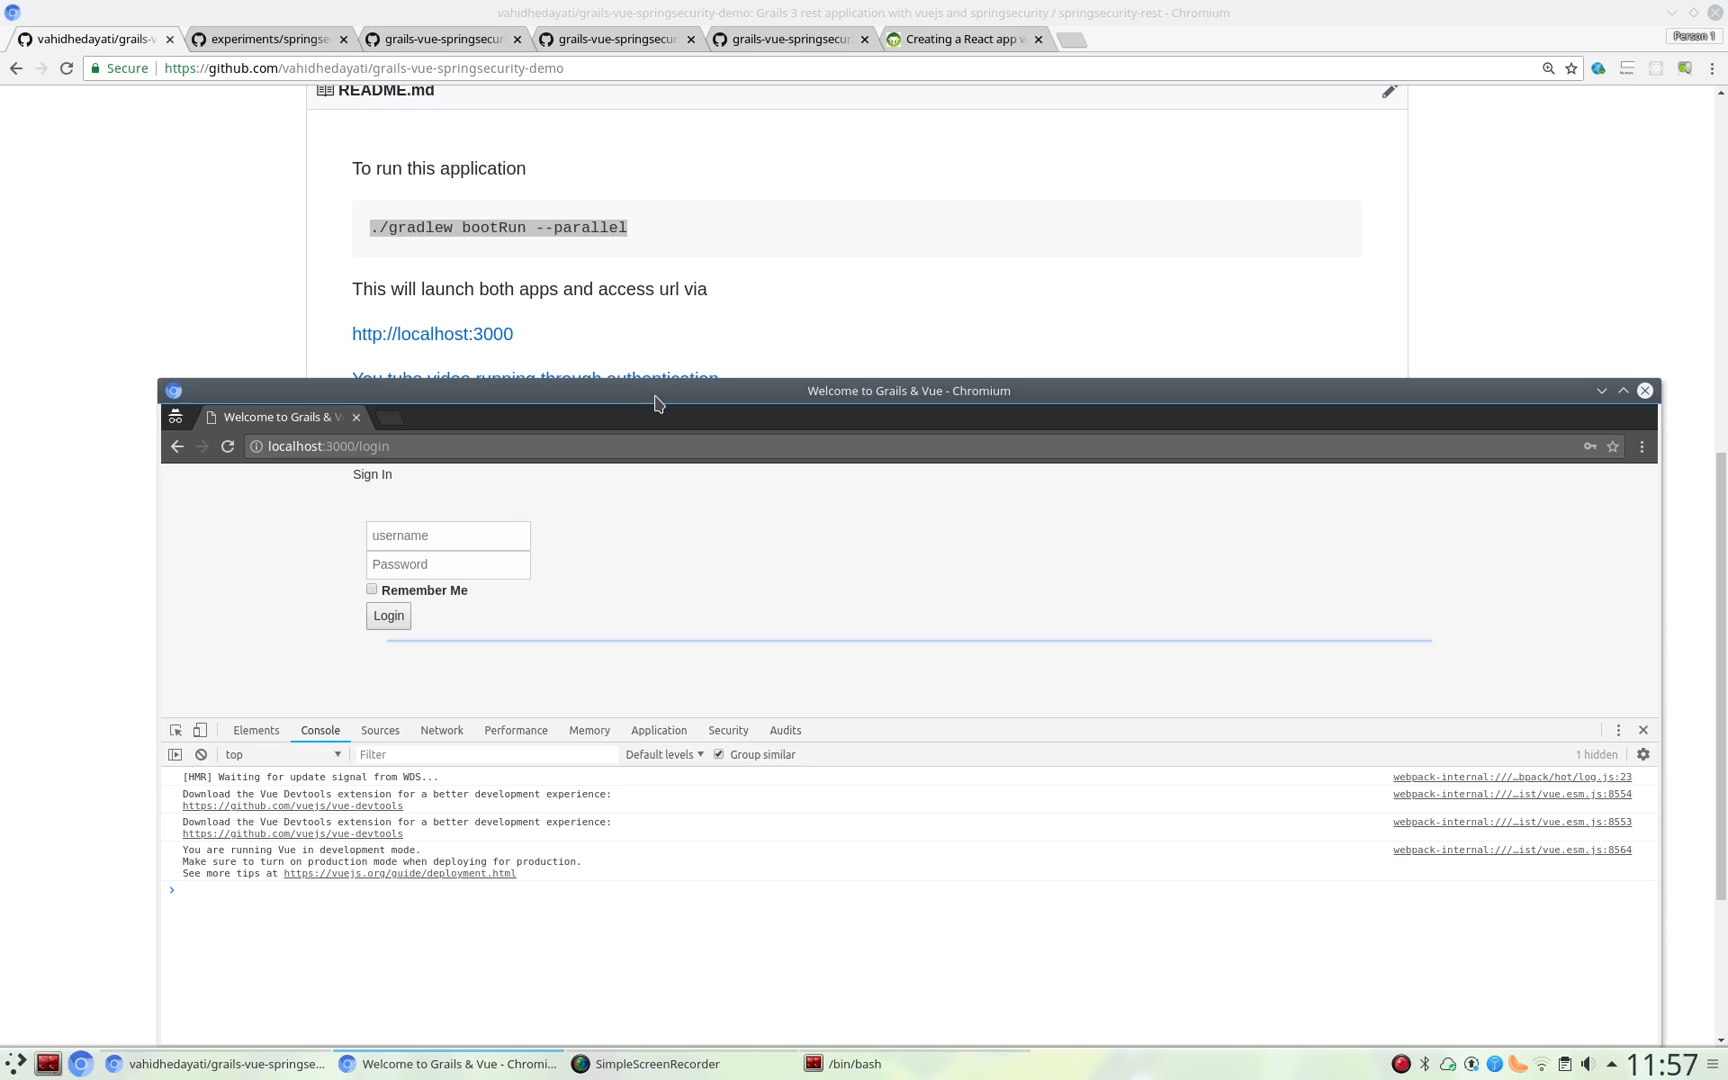 vahidhedayati/grails-vue-springsecurity-demo: Grails 3 rest application with vuejs and springsecurity / springsecurity-rest - Chromium
vahidhedayati/grails-v
experiments/springse
grails-vue-springsecur
grails-vue-springsecur
grails-vue-springsecur
Creating a React app w
Person 1
Secure
https://github.com/vahidhedayati/grails-vue-springsecurity-demo
README.md
To run this application
./gradlew bootRun --parallel
This will launch both apps and access url via
http://localhost:3000
You tube video running through authentication
Welcome to Grails & Vue - Chromium
Welcome to Grails & V
localhost:3000/login
Sign In
username
Password
Remember Me
Login
Elements Console Sources Network Performance Memory Application Security Audits
top
Filter
Default levels
Group similar
1 hidden
[HMR] Waiting for update signal from WDS...
webpack-internal:///…bpack/hot/log.js:23
Download the Vue Devtools extension for a better development experience:
webpack-internal:///…ist/vue.esm.js:8554
https://github.com/vuejs/vue-devtools
Download the Vue Devtools extension for a better development experience:
webpack-internal:///…ist/vue.esm.js:8553
https://github.com/vuejs/vue-devtools
You are running Vue in development mode.
webpack-internal:///…ist/vue.esm.js:8564
Make sure to turn on production mode when deploying for production.
See more tips at https://vuejs.org/guide/deployment.html
vahidhedayati/grails-vue-springse...
Welcome to Grails & Vue - Chromi...
SimpleScreenRecorder
/bin/bash
11:57